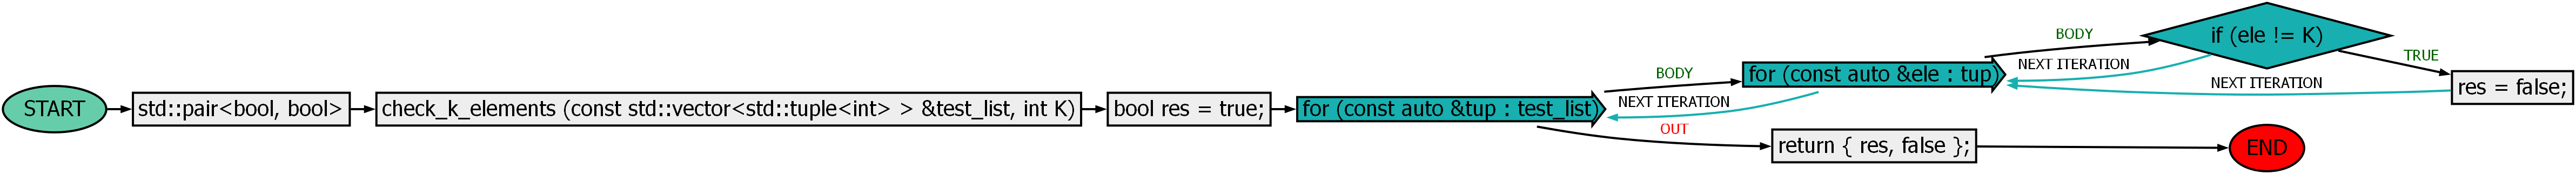 START
std::pair<bool, bool>
check_k_elements (const std::vector<std::tuple<int> > &test_list, int K)
bool res = true;
for (const auto &tup : test_list)
BODY
NEXT ITERATION
for (const auto &ele : tup)
BODY
NEXT ITERATION
if (ele != K)
TRUE
NEXT ITERATION
res = false;
OUT
return { res, false };
END